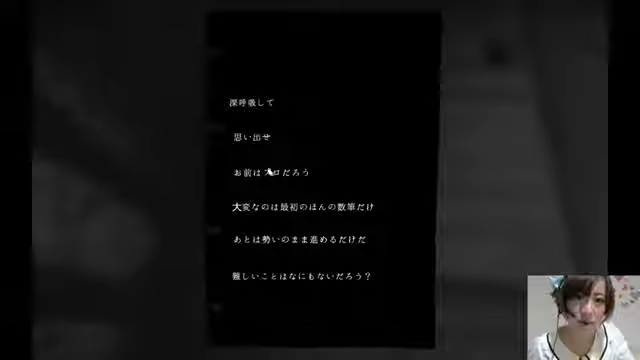 深呼吸して
思い出せ
お前はプロだろう
大変なのは最初のほんの数筆だけ
あとは勢いのまま進めるだけだ
難しいことはなにもないだろう？